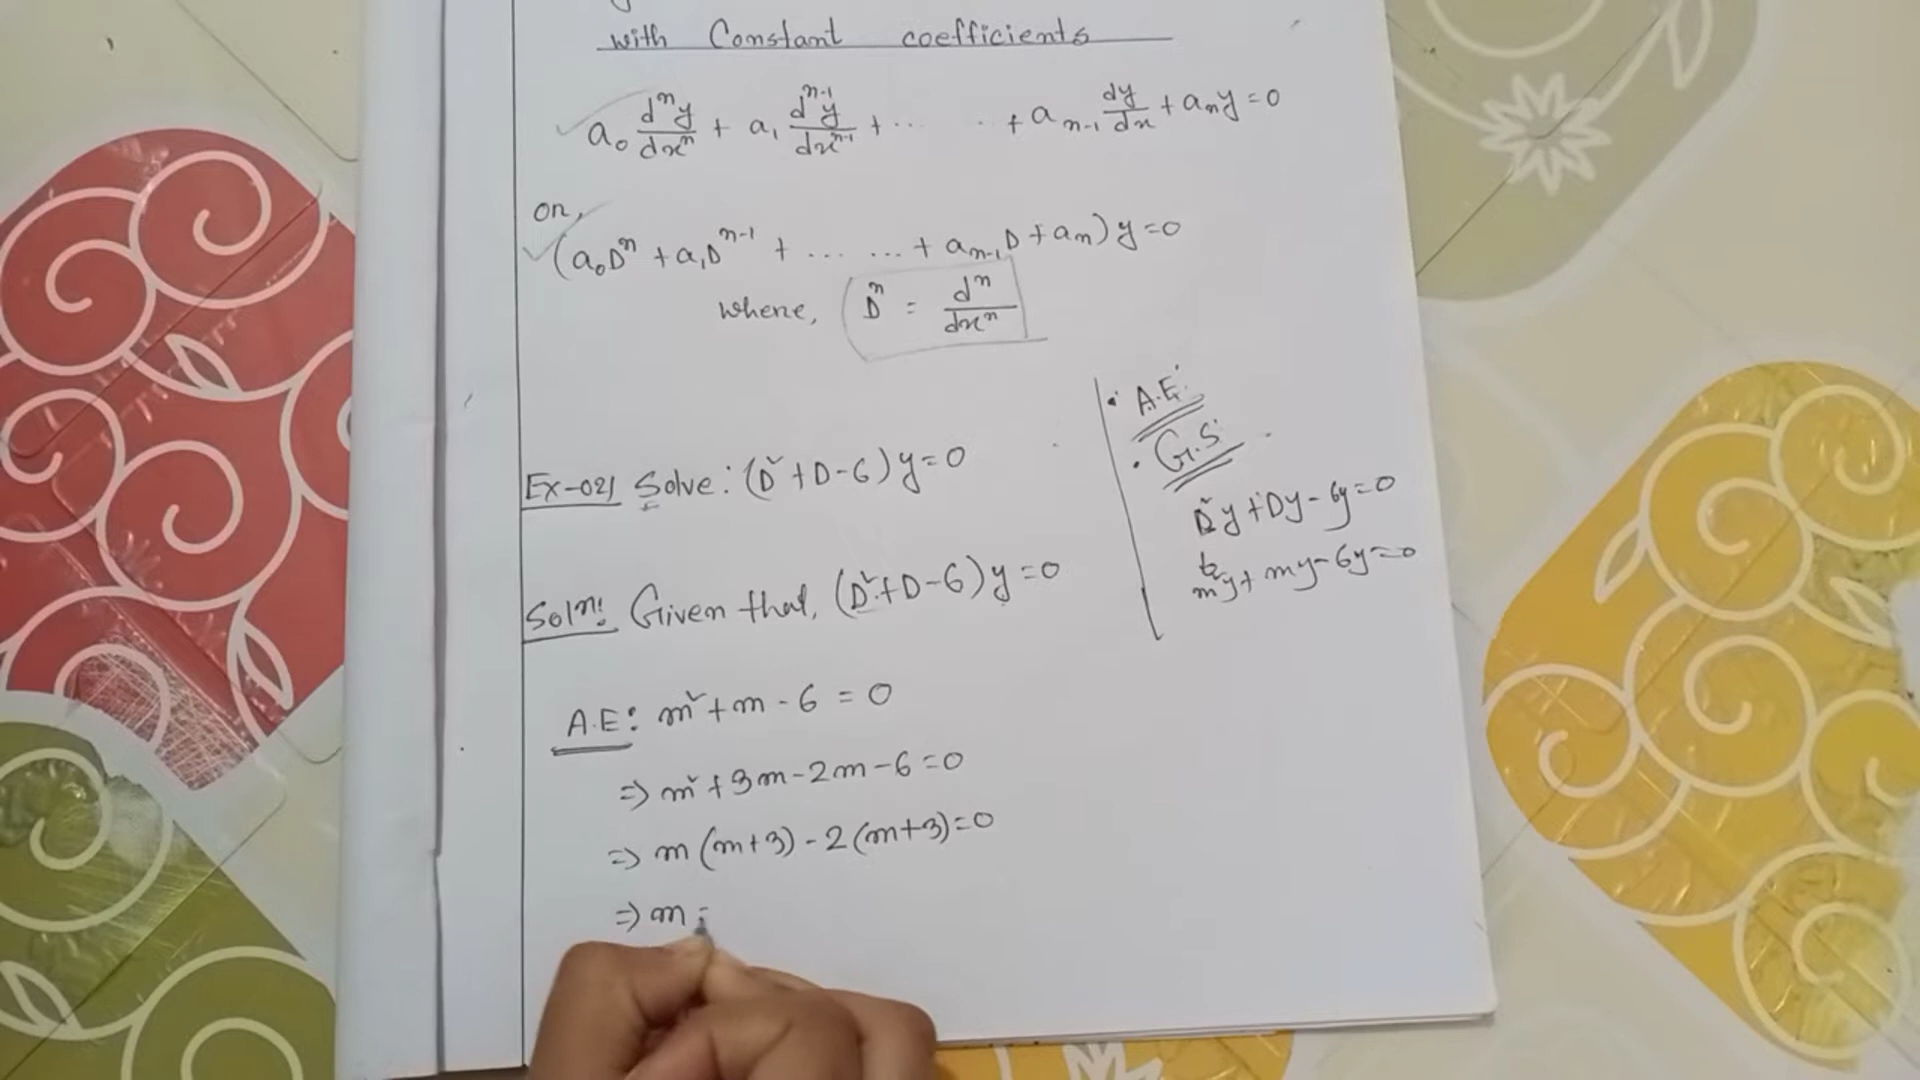 with Constant coefficients
a₀ dⁿy/dxⁿ + a₁ dⁿ⁻¹y/dxⁿ⁻¹ + ... ... + aₙ₋₁ dy/dx + aₙy = 0
or,
(a₀Dⁿ + a₁Dⁿ⁻¹ + ... ... + aₙ₋₁D + aₙ) y = 0
where, Dⁿ = dⁿ/dxⁿ
• A.E:
• G.S:
Ex-02) Solve: (D² + D - 6) y = 0
D²y + Dy - 6y = 0
m²y + my - 6y = 0
Solⁿ: Given that, (D² + D - 6) y = 0
A.E: m² + m - 6 = 0
=> m² + 3m - 2m - 6 = 0
=> m (m+3) - 2 (m+3) = 0
=> m =